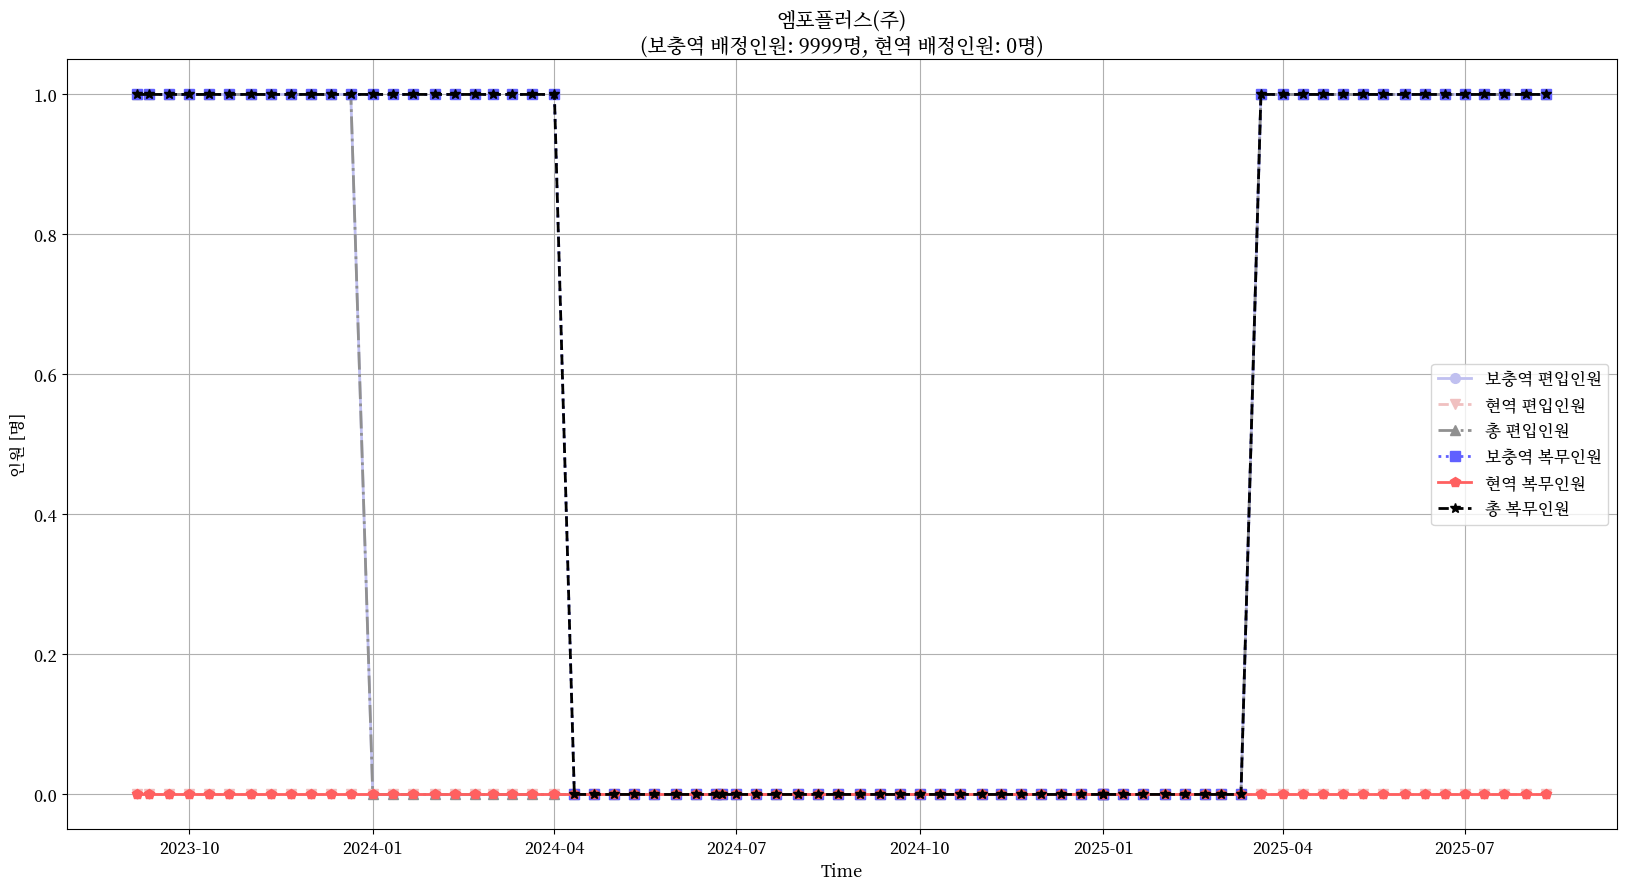 엠포플러스(주)
(보충역 배정인원: 9999명, 현역 배정인원: 0명)
1.0
0.8
0.6
0.4
0.2
0.0
인원 [명]
보충역 편입인원
현역 편입인원
총 편입인원
보충역 복무인원
현역 복무인원
총 복무인원
2023-10 2024-01 2024-04 2024-07 2024-10 2025-01 2025-04 2025-07
Time